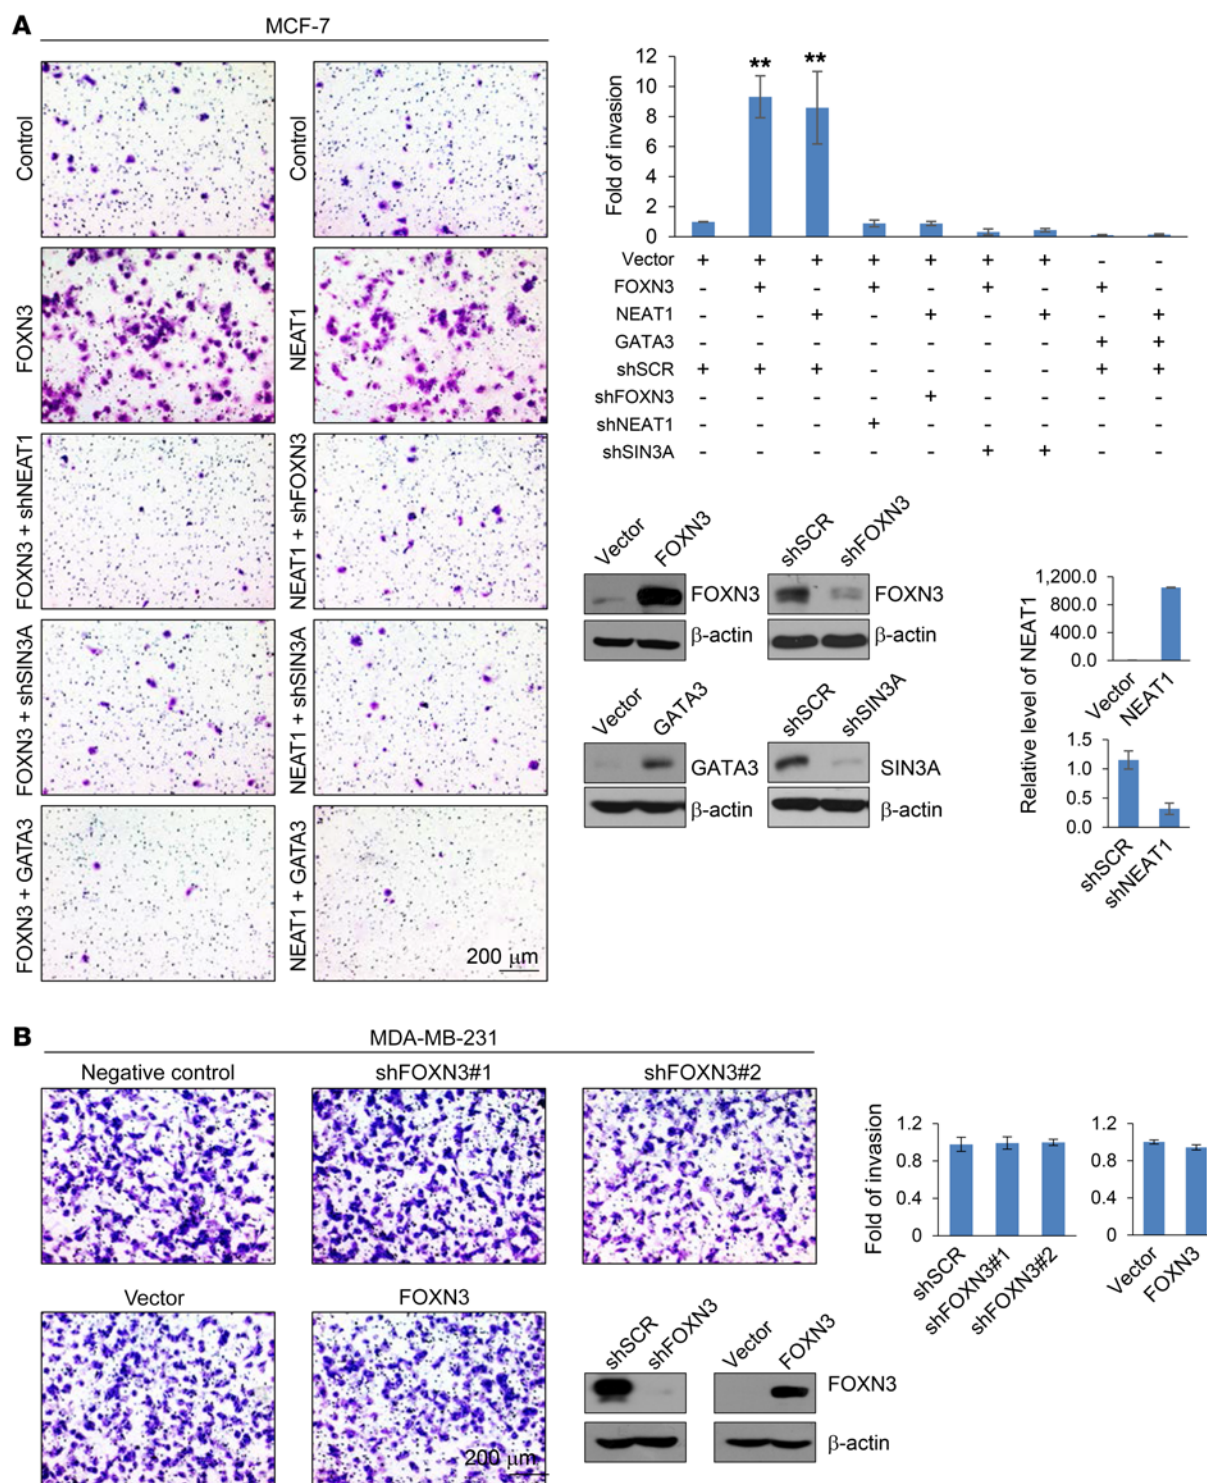 A
MCF-7
Control
Control
FOXN3
NEAT1
FOXN3 + shNEAT1
NEAT1 + shFOXN3
FOXN3 + shSIN3A
NEAT1 + shSIN3A
FOXN3 + GATA3
NEAT1 + GATA3
200 μm
Fold of invasion
12
10
8
6
4
2
0
** **
Vector + + + + + + + - -
FOXN3 - + - + - + - + -
NEAT1 - - + - + - + - +
GATA3 - - - - - - - + +
shSCR + + + - - - - + +
shFOXN3 - - - - + - - - -
shNEAT1 - - - + - - - - -
shSIN3A - - - - - + + - -
Vector FOXN3 shSCR shFOXN3
FOXN3 FOXN3
β-actin β-actin
Vector GATA3 shSCR shSIN3A
GATA3 SIN3A
β-actin β-actin
Relative level of NEAT1
1,200.0
800.0
400.0
0.0
Vector NEAT1
1.5
1.0
0.5
0.0
shSCR shNEAT1
B
MDA-MB-231
Negative control shFOXN3#1 shFOXN3#2
Vector FOXN3
200 μm
Fold of invasion
1.2
0.8
0.4
0
shSCR shFOXN3#1 shFOXN3#2
1.2
0.8
0.4
0
Vector FOXN3
shSCR shFOXN3 Vector FOXN3
FOXN3
β-actin